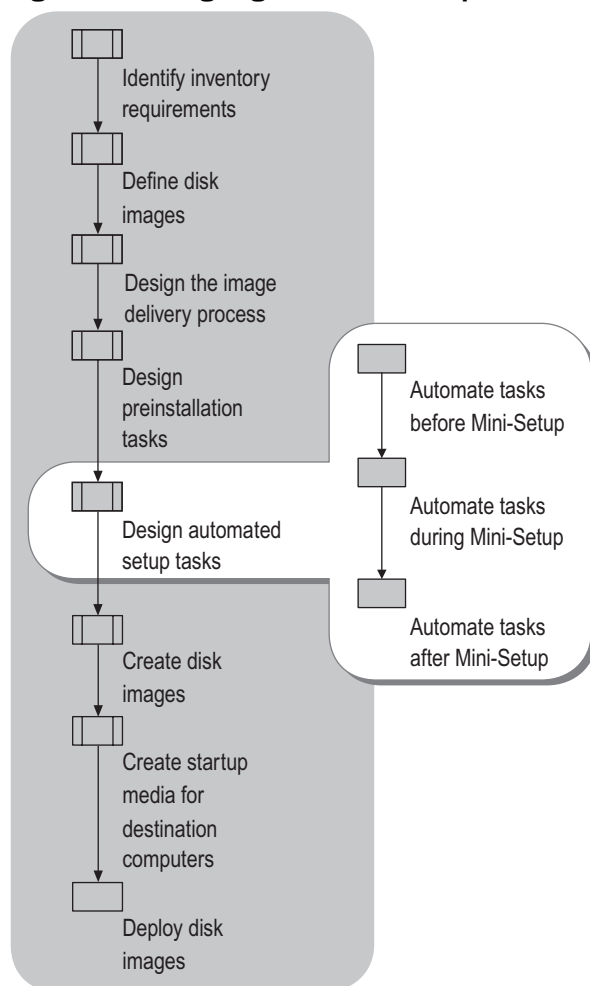 Identify inventory
requirements
Define disk
images
Design the image
delivery process
Design
preinstallation
tasks
Design automated
setup tasks
Create disk
images
Create startup
media for
destination
computers
Deploy disk
images
Automate tasks
before Mini-Setup
Automate tasks
during Mini-Setup
Automate tasks
after Mini-Setup